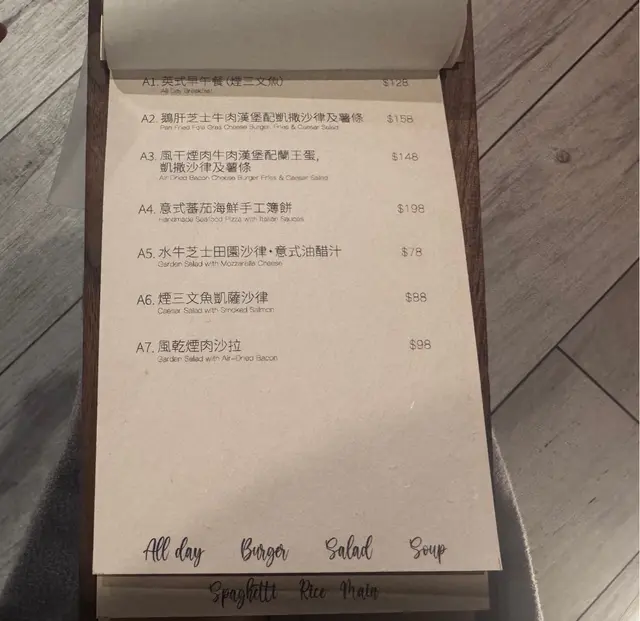 A1. 英式早午餐(煙三文魚) $128
All Day Breakfast
A2. 鵝肝芝士牛肉漢堡配凱撒沙律及薯條 $158
Pan Fried Foie Gras Cheese Burger, Fries & Caesar Salad
A3. 風干煙肉牛肉漢堡配蘭王蛋, $148
凱撒沙律及薯條
Air Dried Bacon Cheese Burger Fries & Caesar Salad
A4. 意式蕃茄海鮮手工簿餅 $198
Handmade Seafood Pizza with Italian Sauces
A5. 水牛芝士田園沙律•意式油醋汁 $78
Garden Salad with Mozzarella Cheese
A6. 煙三文魚凱薩沙律 $88
Caesar Salad with Smoked Salmon
A7. 風乾煙肉沙拉 $98
Garden Salad with Air-Dried Bacon
All day Burger Salad Soup
Spaghetti Rice Main